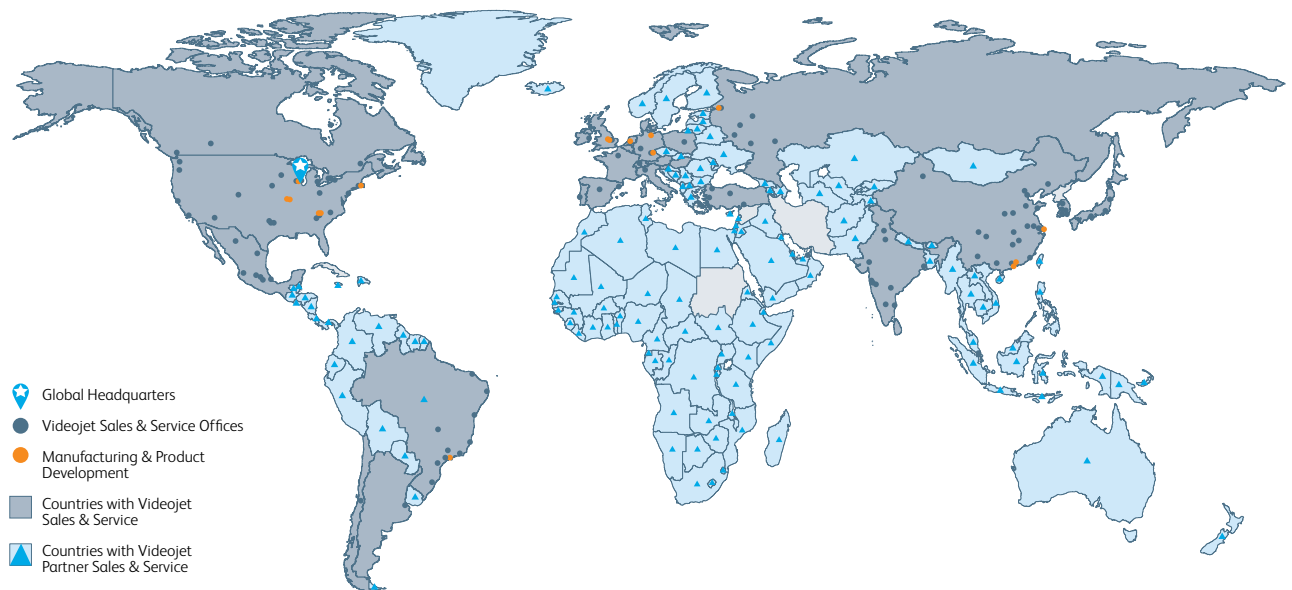 Global Headquarters
Videojet Sales & Service Offices
Manufacturing & Product
Development
Countries with Videojet
Sales & Service
Countries with Videojet
Partner Sales & Service